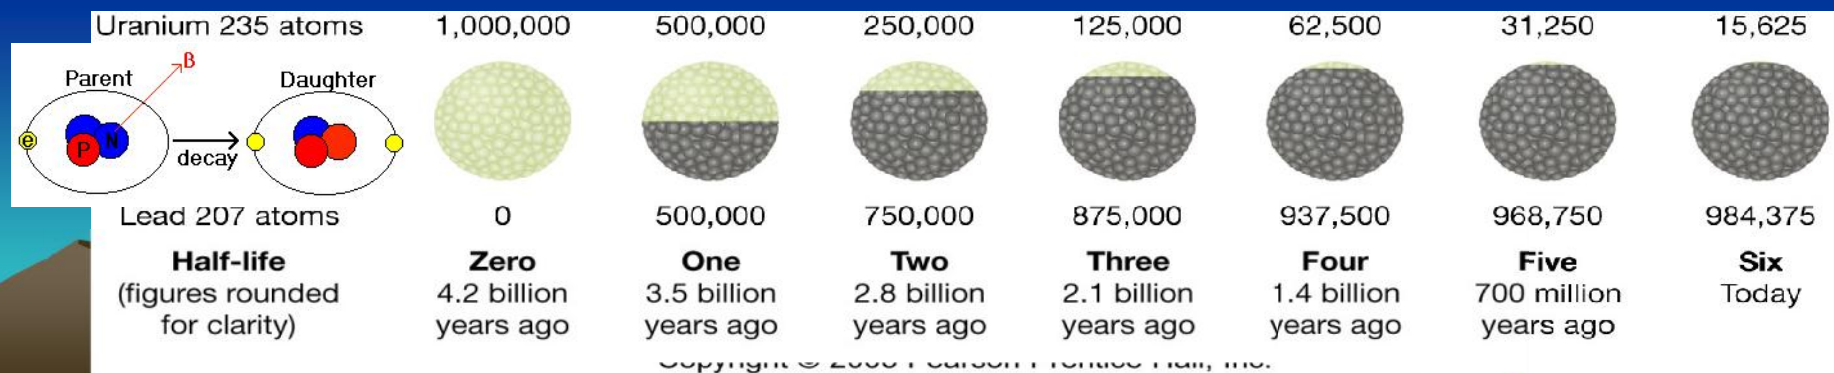 Uranium 235 atoms 1,000,000 500,000 250,000 125,000 62,500 31,250 15,625
B
Parent Daughter
e P N
decay
Lead 207 atoms 0 500,000 750,000 875,000 937,500 968,750 984,375
Half-life Zero One Two Three Four Five Six
(figures rounded 4.2 billion 3.5 billion 2.8 billion 2.1 billion 1.4 billion 700 million Today
for clarity) years ago years ago years ago years ago years ago years ago
Pearson Prentice Hall, Inc.